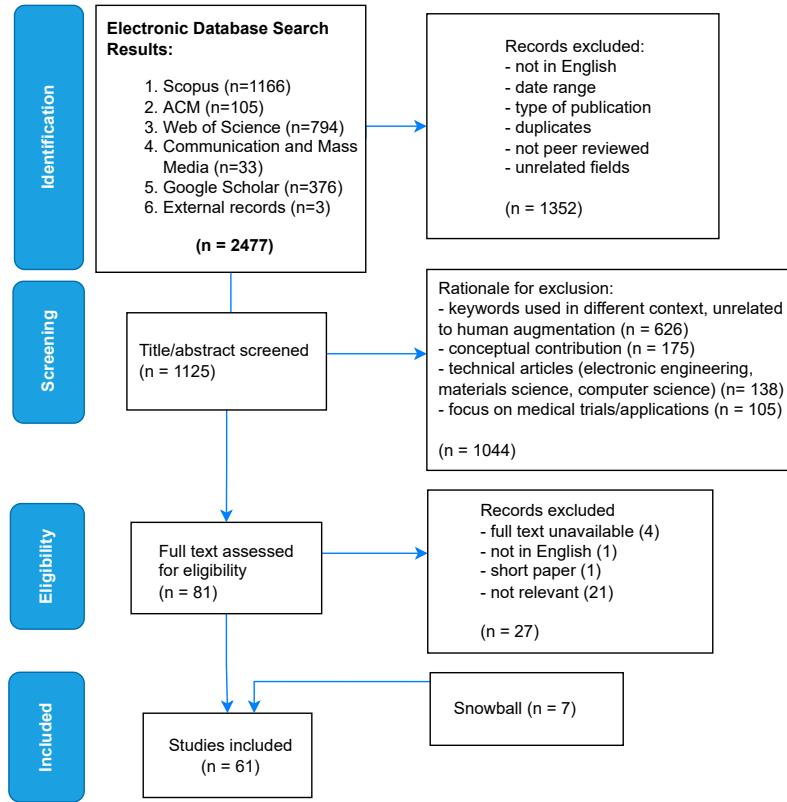 Identification
Electronic Database Search
Results:
1. Scopus (n=1166)
2. ACM (n=105)
3. Web of Science (n=794)
4. Communication and Mass
Media (n=33)
5. Google Scholar (n=376)
6. External records (n=3)
(n = 2477)
Records excluded:
- not in English
- date range
- type of publication
- duplicates
- not peer reviewed
- unrelated fields
(n = 1352)
Screening
Title/abstract screened
(n = 1125)
Rationale for exclusion:
- keywords used in different context, unrelated
to human augmentation (n = 626)
- conceptual contribution (n = 175)
- technical articles (electronic engineering,
materials science, computer science) (n= 138)
- focus on medical trials/applications (n = 105)
(n = 1044)
Eligibility
Full text assessed
for eligibility
(n = 81)
Records excluded
- full text unavailable (4)
- not in English (1)
- short paper (1)
- not relevant (21)
(n = 27)
Included
Studies included
(n = 61)
Snowball (n = 7)